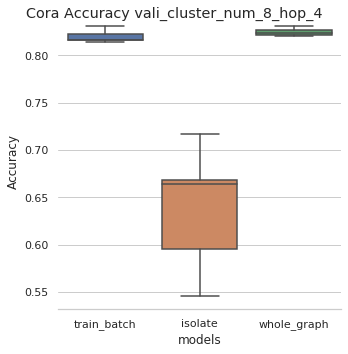 Cora Accuracy vali_cluster_num_8_hop_4
0.80
0.75
0.70
0.65
0.60
0.55
Accuracy
train_batch
isolate
whole_graph
models